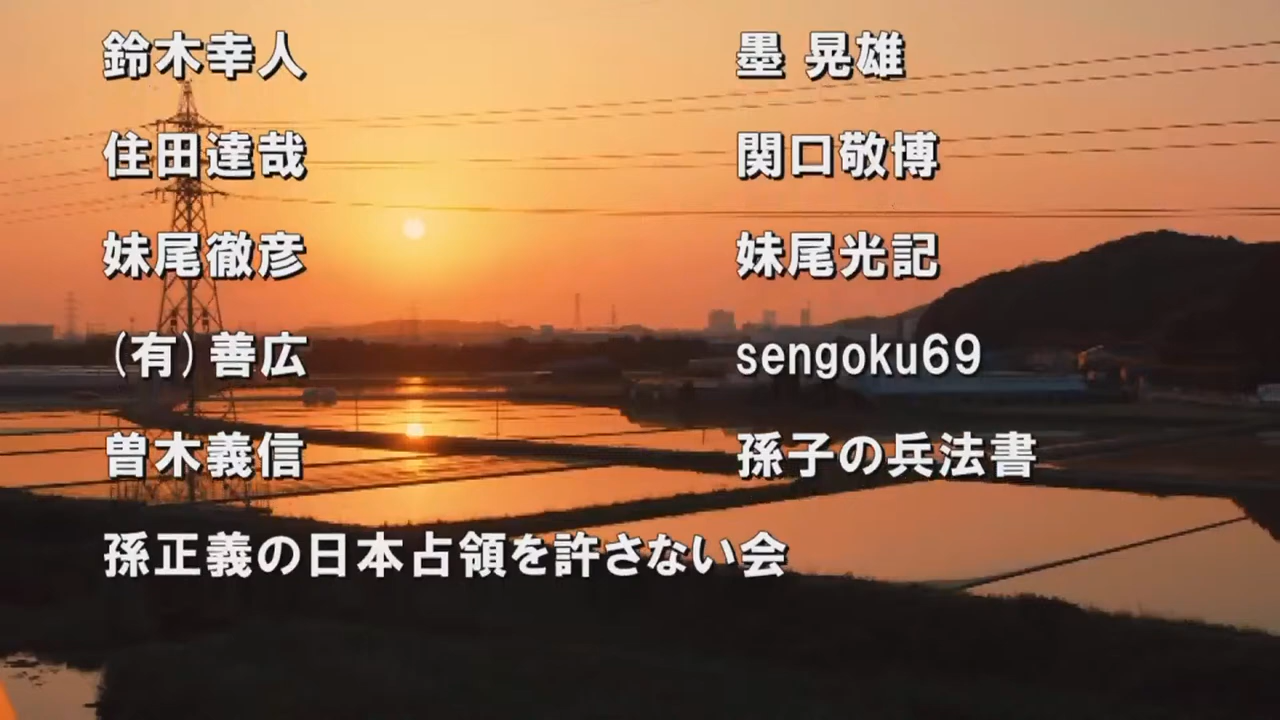 鈴木幸人 墨 晃雄
住田達哉 関口敬博
妹尾徹彦 妹尾光記
(有)善広 sengoku69
曽木義信 孫子の兵法書
孫正義の日本占領を許さない会